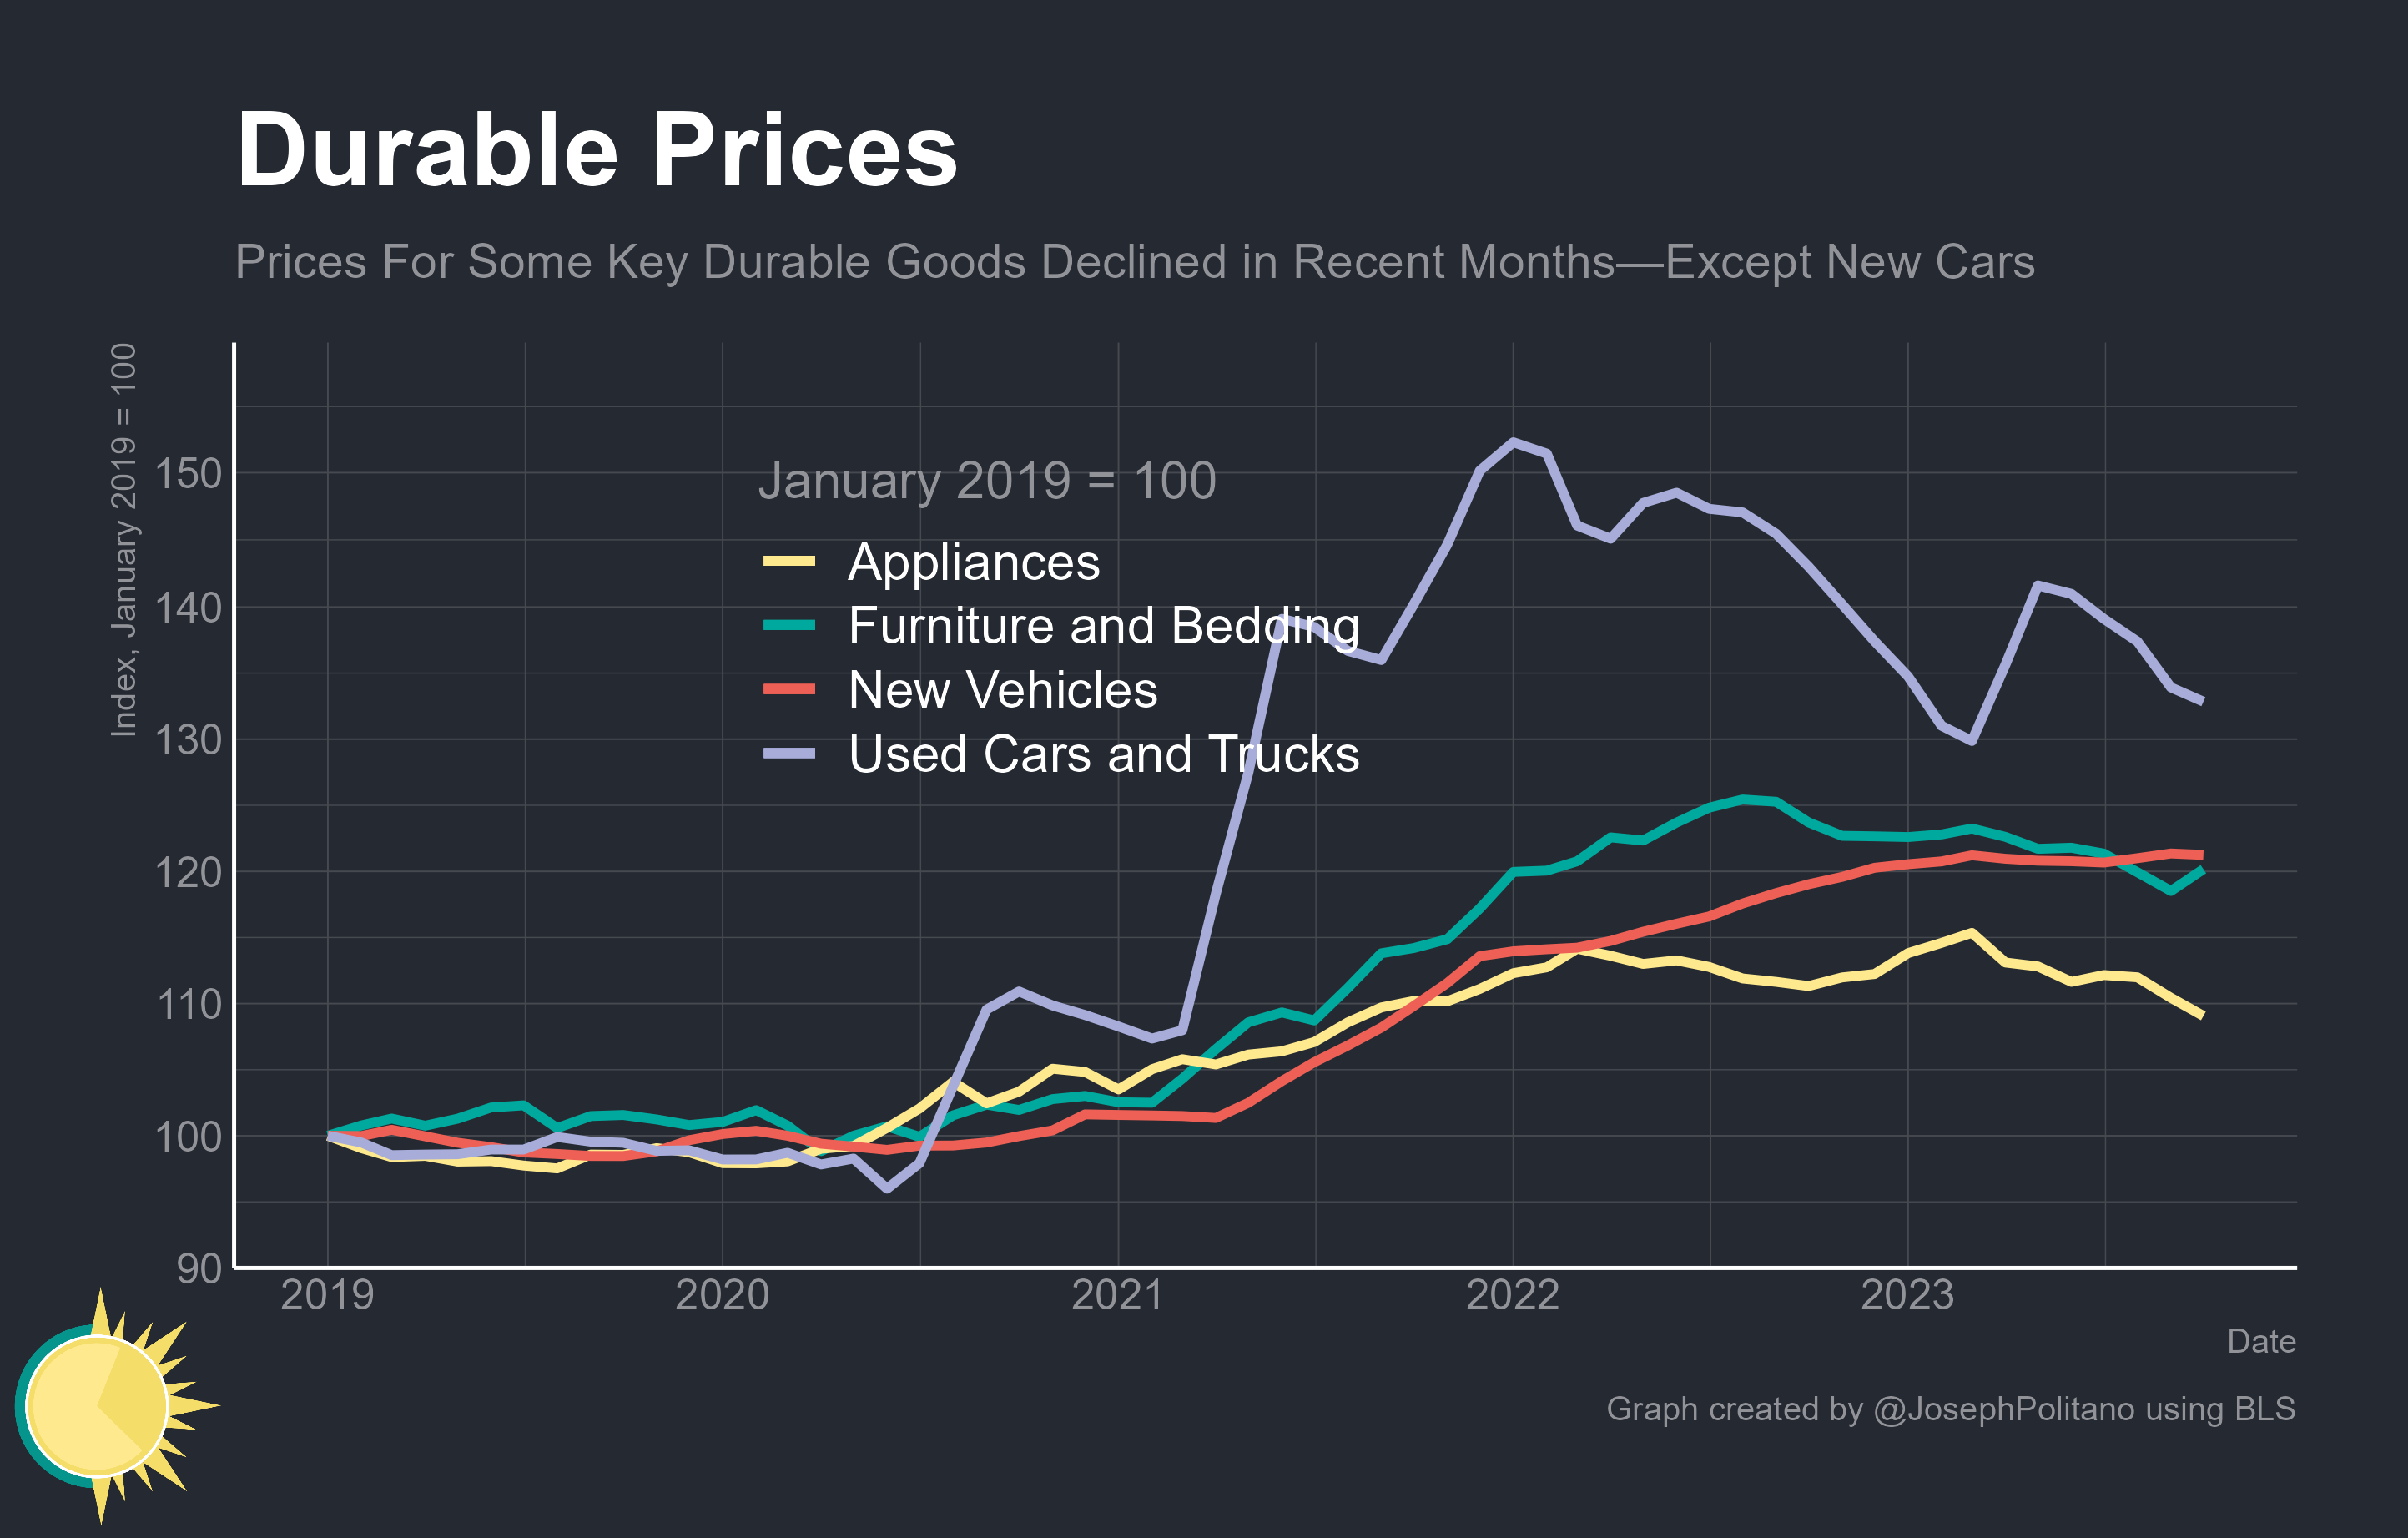 Durable Prices
Prices For Some Key Durable Goods Declined in Recent Months—Except New Cars
Index, January 2019 = 100
150
140
130
120
110
100
90
January 2019 = 100
Appliances
Furniture and Bedding
New Vehicles
Used Cars and Trucks
2019 2020 2021 2022 2023
Date
Graph created by @JosephPolitano using BLS